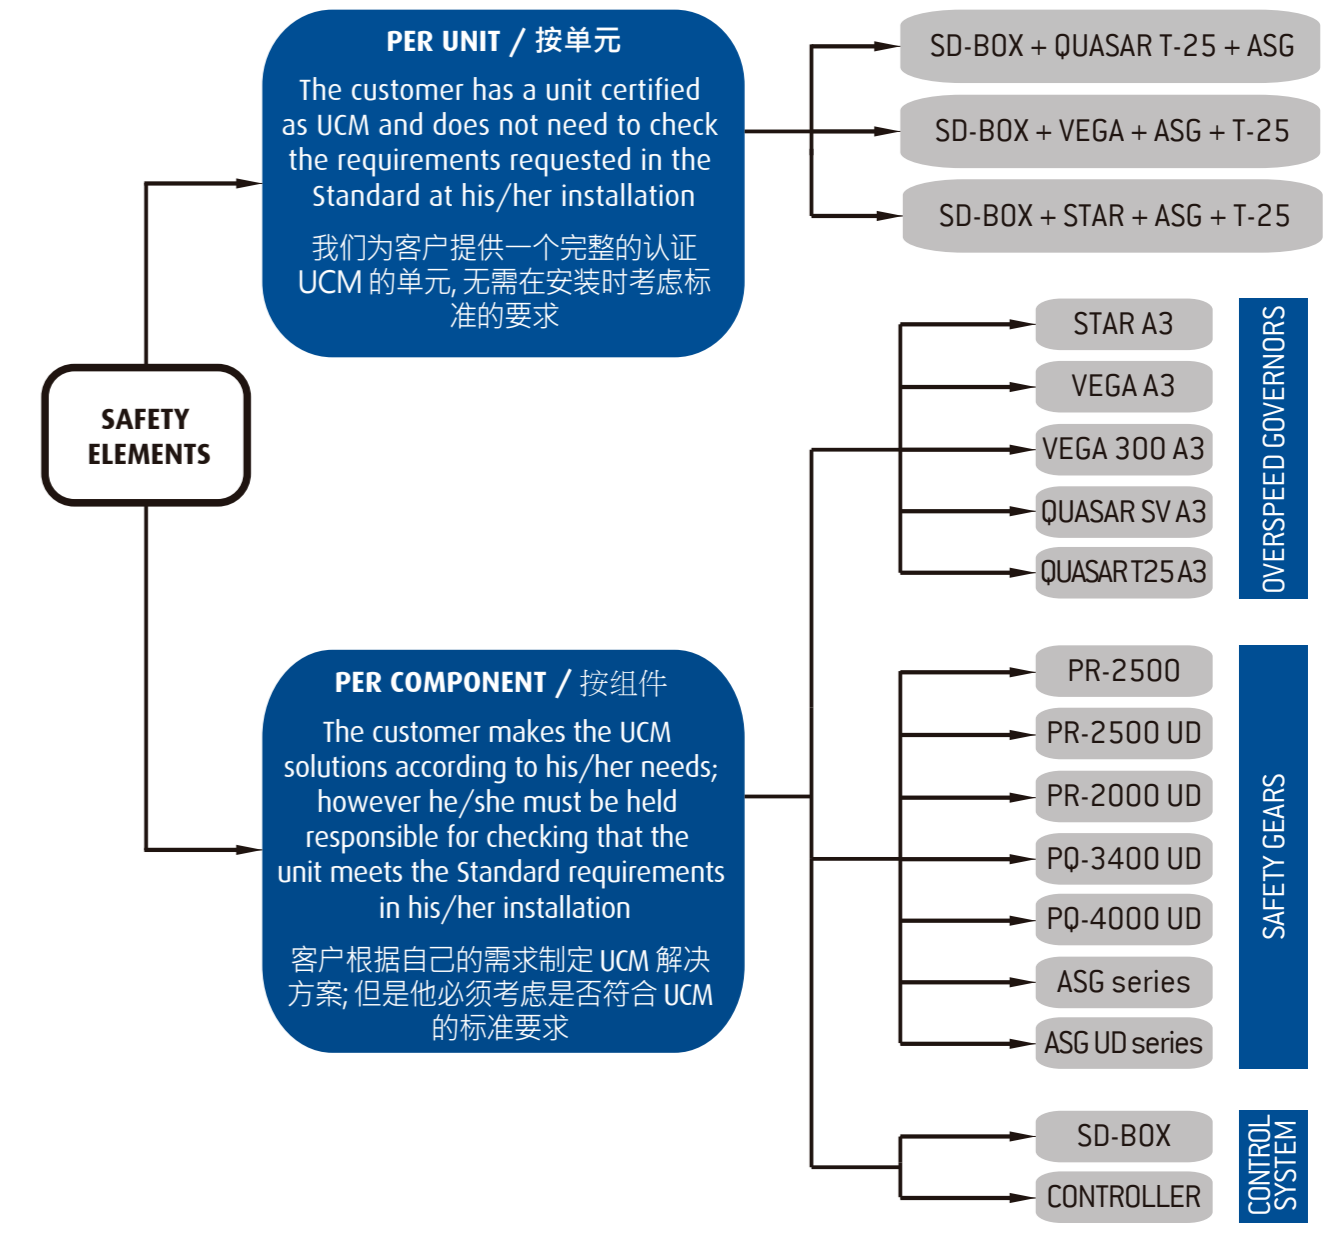 SAFETY
ELEMENTS
PER UNIT / 按单元
The customer has a unit certified
as UCM and does not need to check
the requirements requested in the
Standard at his/her installation
我们为客户提供一个完整的认证
UCM 的单元, 无需在安装时考虑标
准的要求
SD-BOX + QUASAR T-25 + ASG
SD-BOX + VEGA + ASG + T-25
SD-BOX + STAR + ASG + T-25
PER COMPONENT / 按组件
The customer makes the UCM
solutions according to his/her needs;
however he/she must be held
responsible for checking that the
unit meets the Standard requirements
in his/her installation
客户根据自己的需求制定 UCM 解决
方案; 但是他必须考虑是否符合 UCM
的标准要求
STAR A3
VEGA A3
VEGA 300 A3
QUASAR SV A3
QUASAR T25 A3
OVERSPEED GOVERNORS
PR-2500
PR-2500 UD
PR-2000 UD
PQ-3400 UD
PQ-4000 UD
ASG series
ASG UD series
SAFETY GEARS
SD-BOX
CONTROLLER
CONTROL
SYSTEM